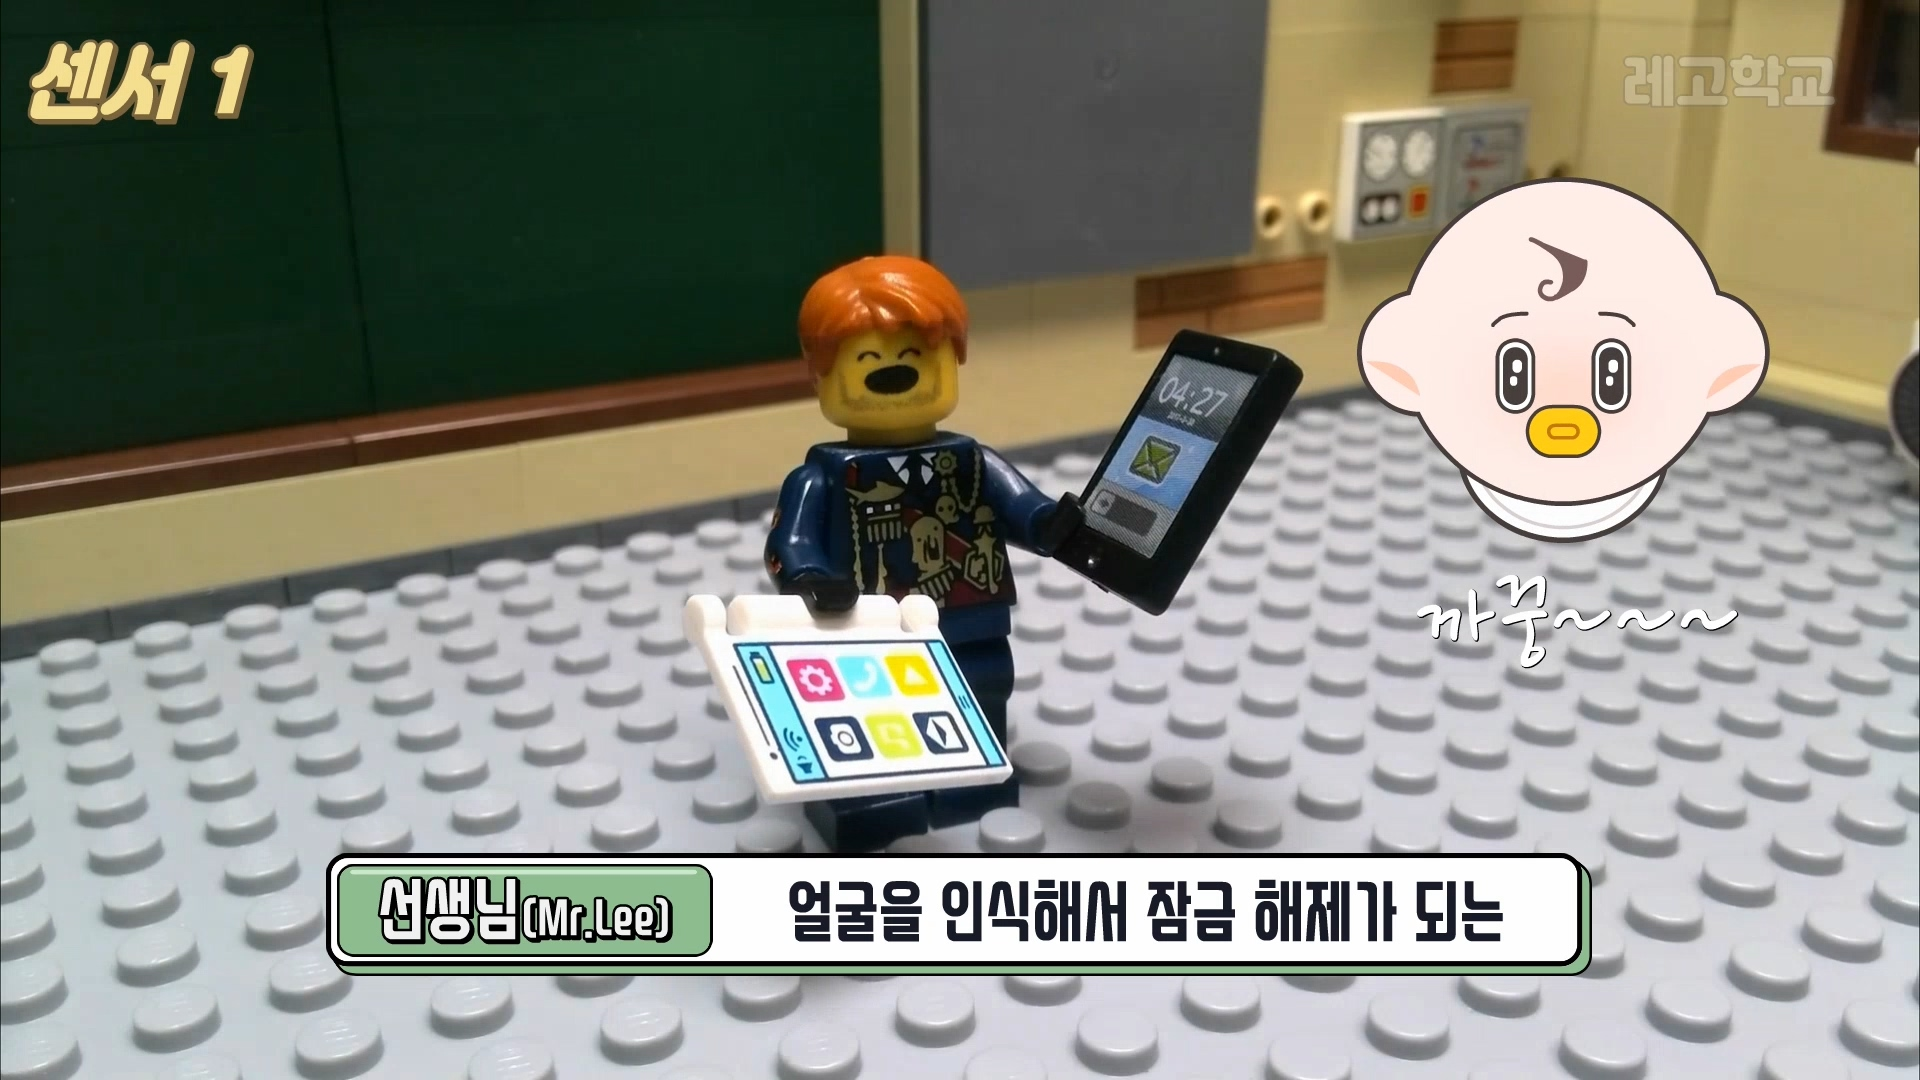 센서 1
레고학교
04:27
까꿍~~~~
선생님(Mr.Lee)
얼굴을 인식해서 잠금 해제가 되는